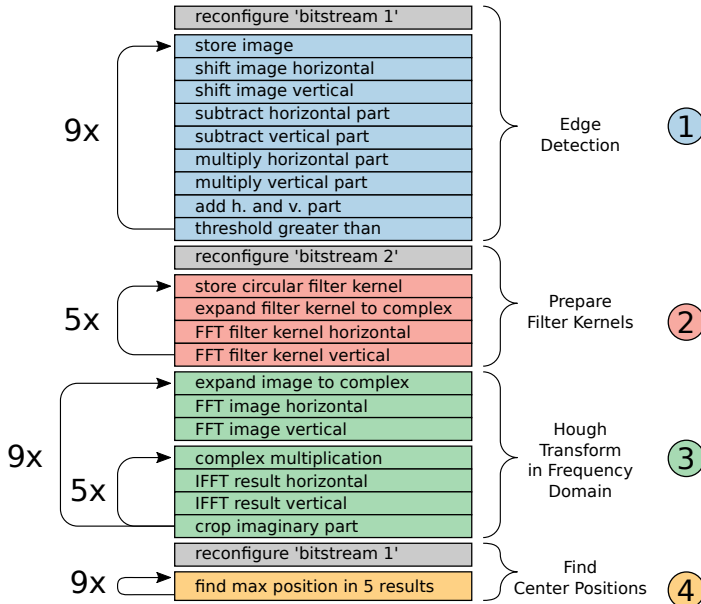 reconfigure 'bitstream 1'
store image
shift image horizontal
shift image vertical
subtract horizontal part
subtract vertical part
multiply horizontal part
multiply vertical part
add h. and v. part
threshold greater than
9x
Edge
Detection
1
reconfigure 'bitstream 2'
store circular filter kernel
expand filter kernel to complex
FFT filter kernel horizontal
FFT filter kernel vertical
5x
Prepare
Filter Kernels
2
expand image to complex
FFT image horizontal
FFT image vertical
9x
complex multiplication
IFFT result horizontal
IFFT result vertical
crop imaginary part
5x
Hough
Transform
in Frequency
Domain
3
reconfigure 'bitstream 1'
find max position in 5 results
9x
Find
Center Positions
4